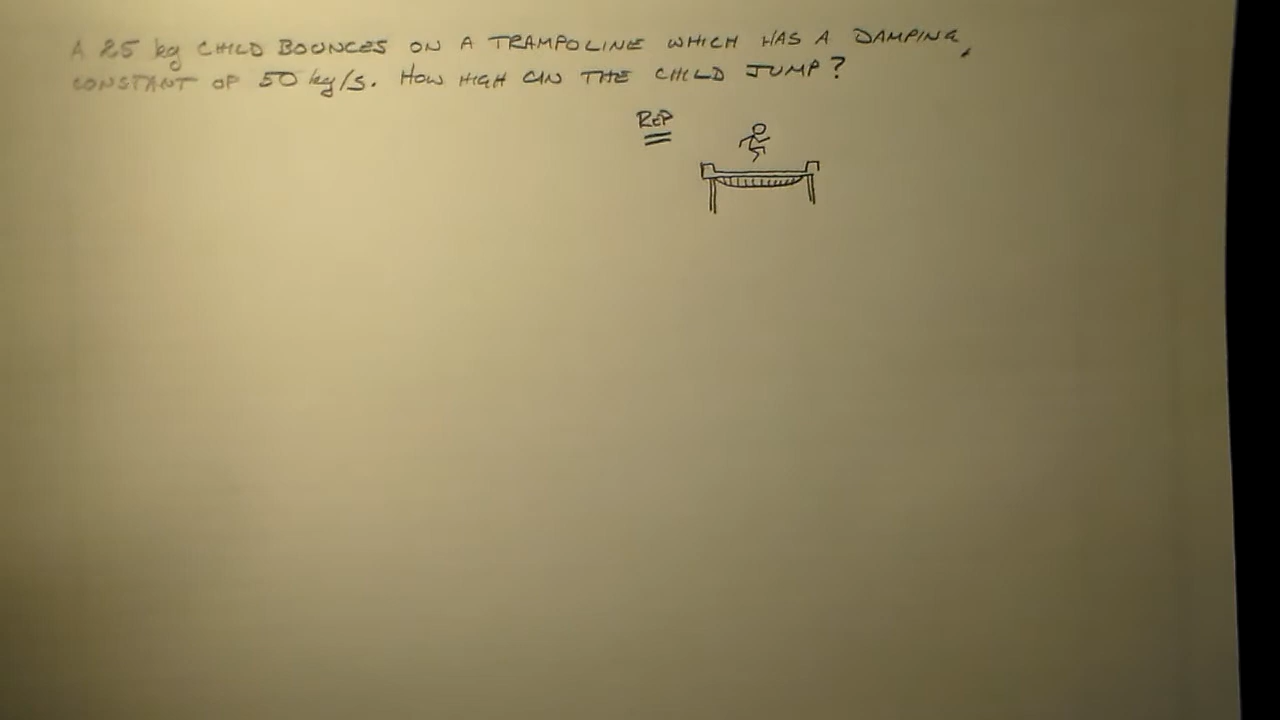 A 25 kg CHILD BOUNCES ON A TRAMPOLINE WHICH HAS A DAMPING
CONSTANT OF 50 kg/s. HOW HIGH CAN THE CHILD JUMP?
REP